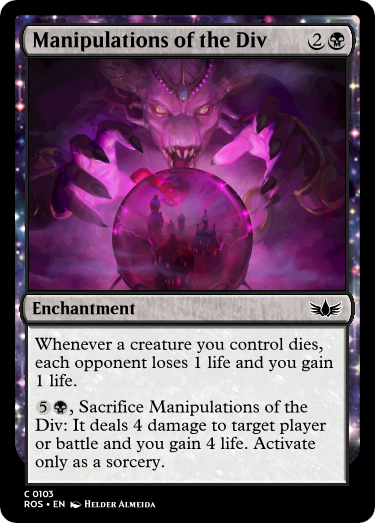 Manipulations of the Div 2
Enchantment
Whenever a creature you control dies,
each opponent loses 1 life and you gain
1 life.
5 , Sacrifice Manipulations of the
Div: It deals 4 damage to target player
or battle and you gain 4 life. Activate
only as a sorcery.
C 0103
ROS • EN Helder Almeida